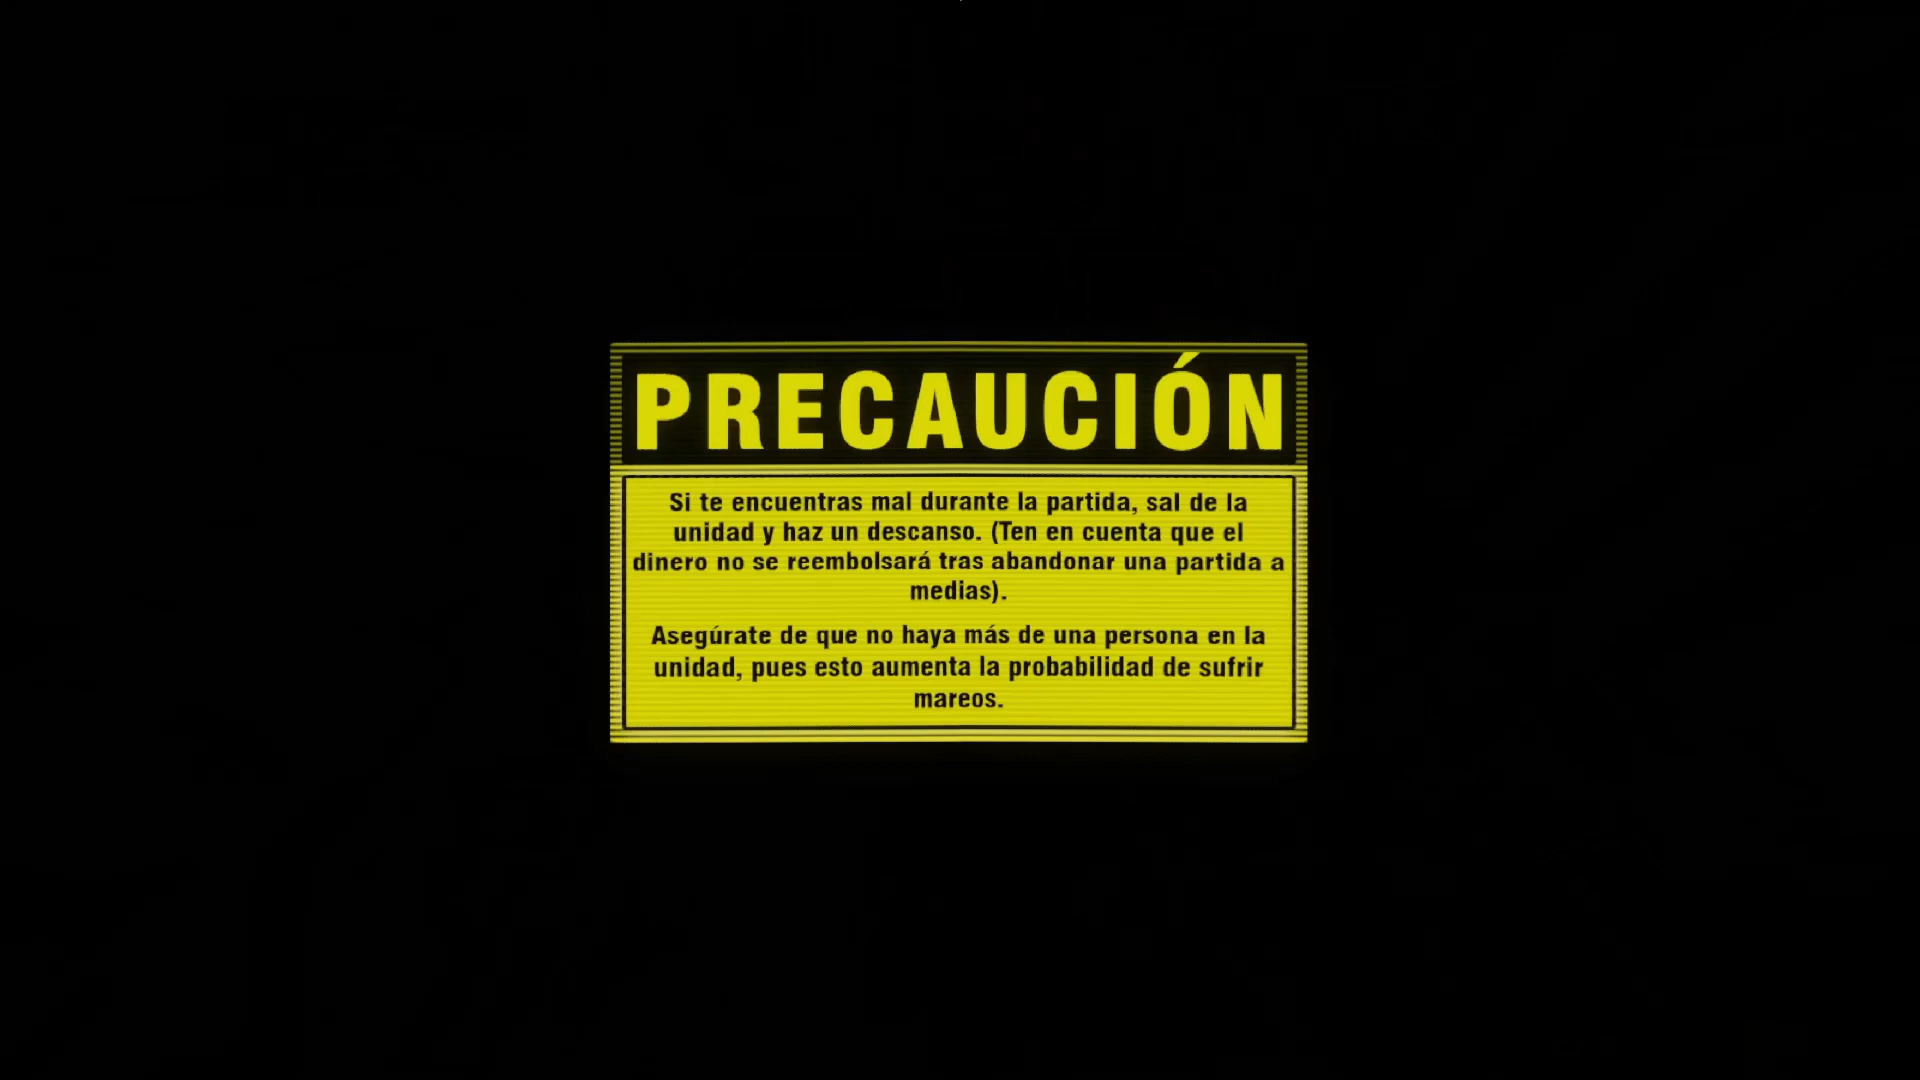 PRECAUCIÓN
Si te encuentras mal durante la partida, sal de la
unidad y haz un descanso. (Ten en cuenta que el
dinero no se reembolsará tras abandonar una partida a
medias).
Asegúrate de que no haya más de una persona en la
unidad, pues esto aumenta la probabilidad de sufrir
mareos.